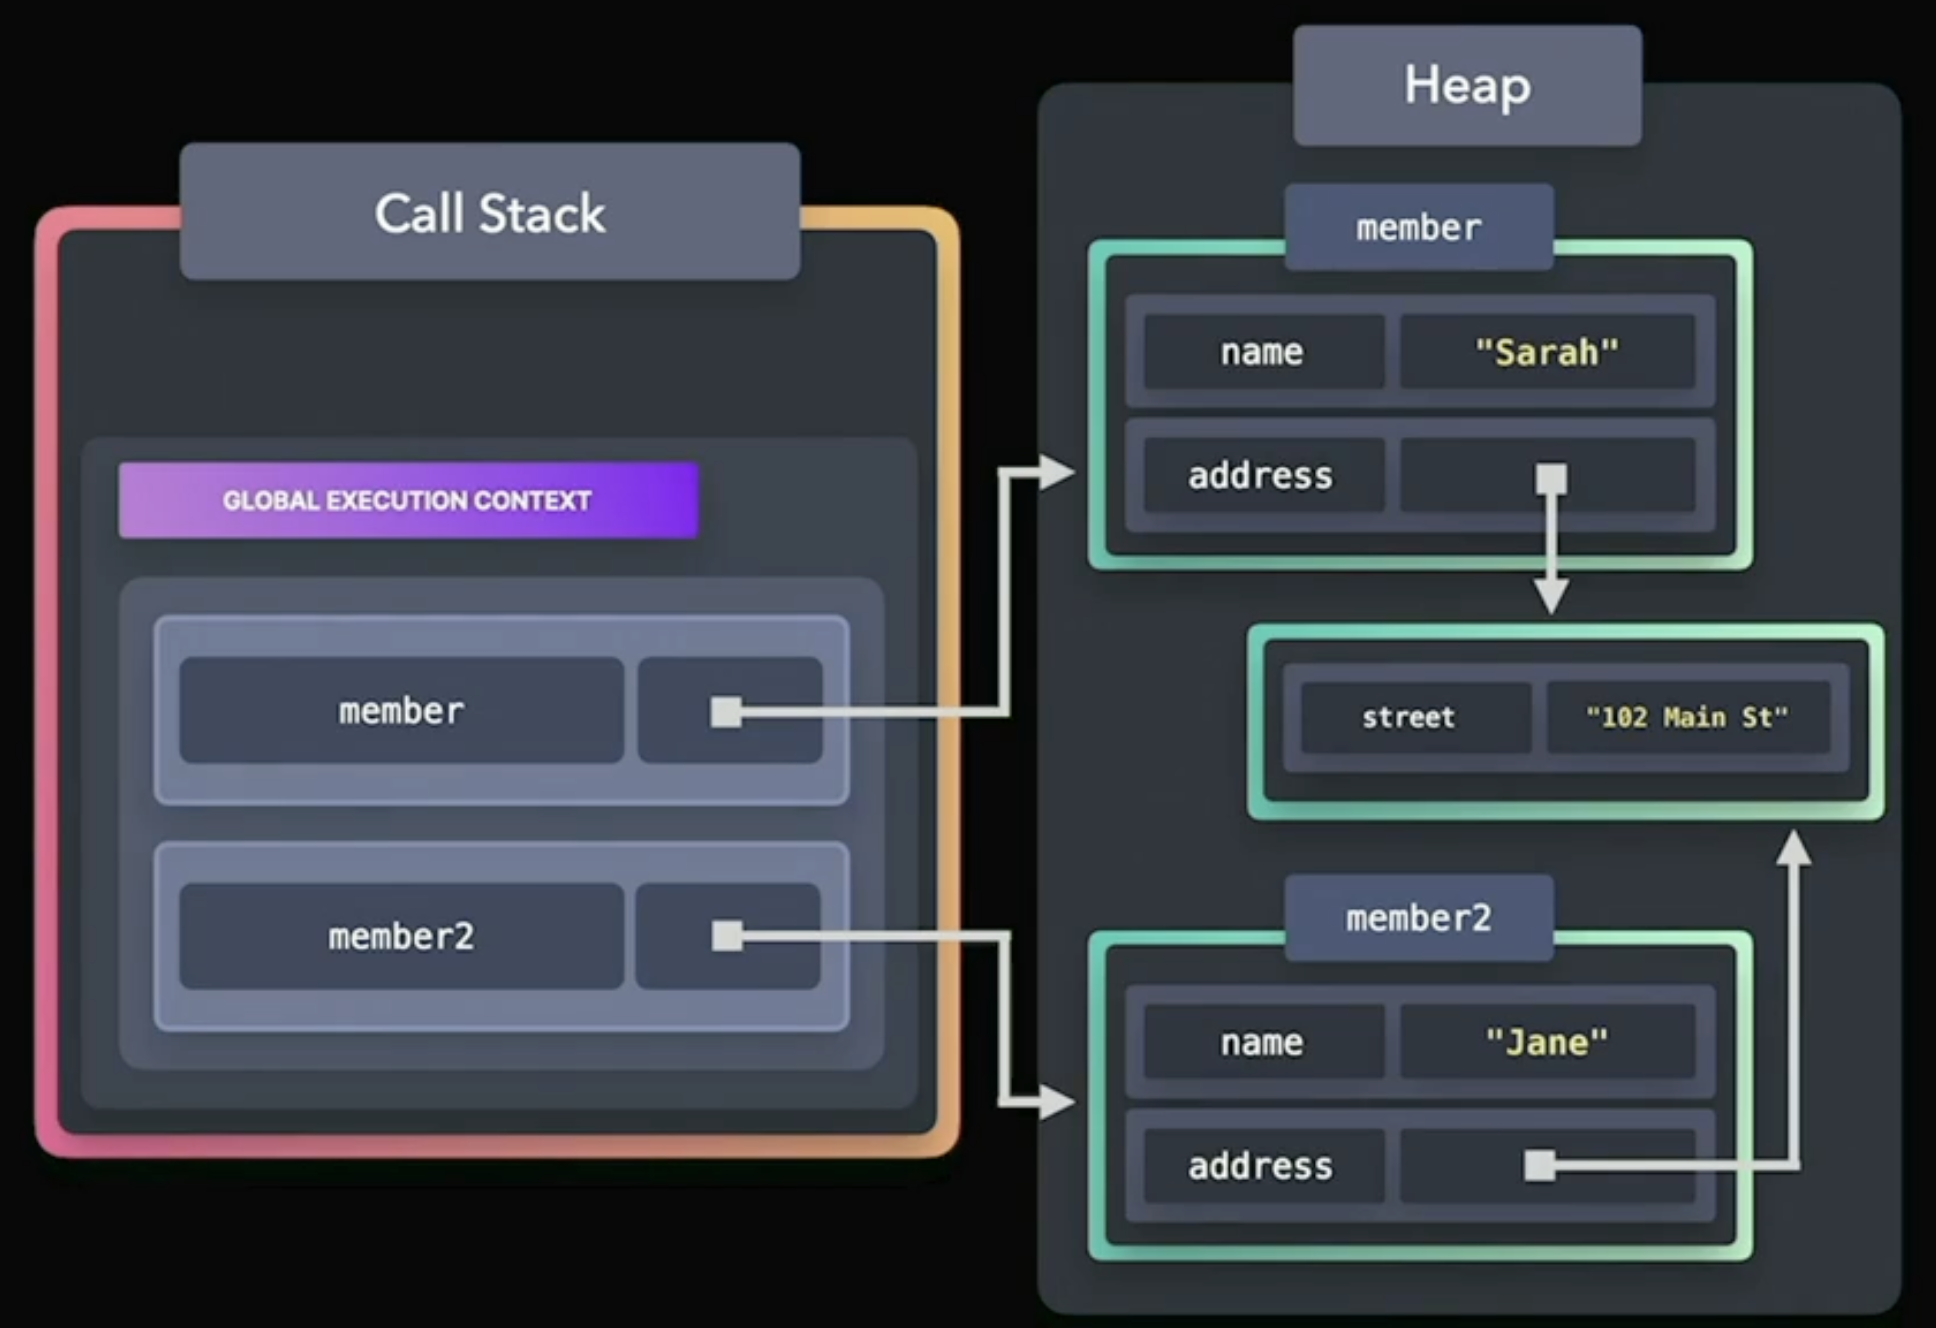 Call Stack
GLOBAL EXECUTION CONTEXT
member
member2
Heap
member
name
"Sarah"
address
street
"102 Main St"
member2
name
"Jane"
address